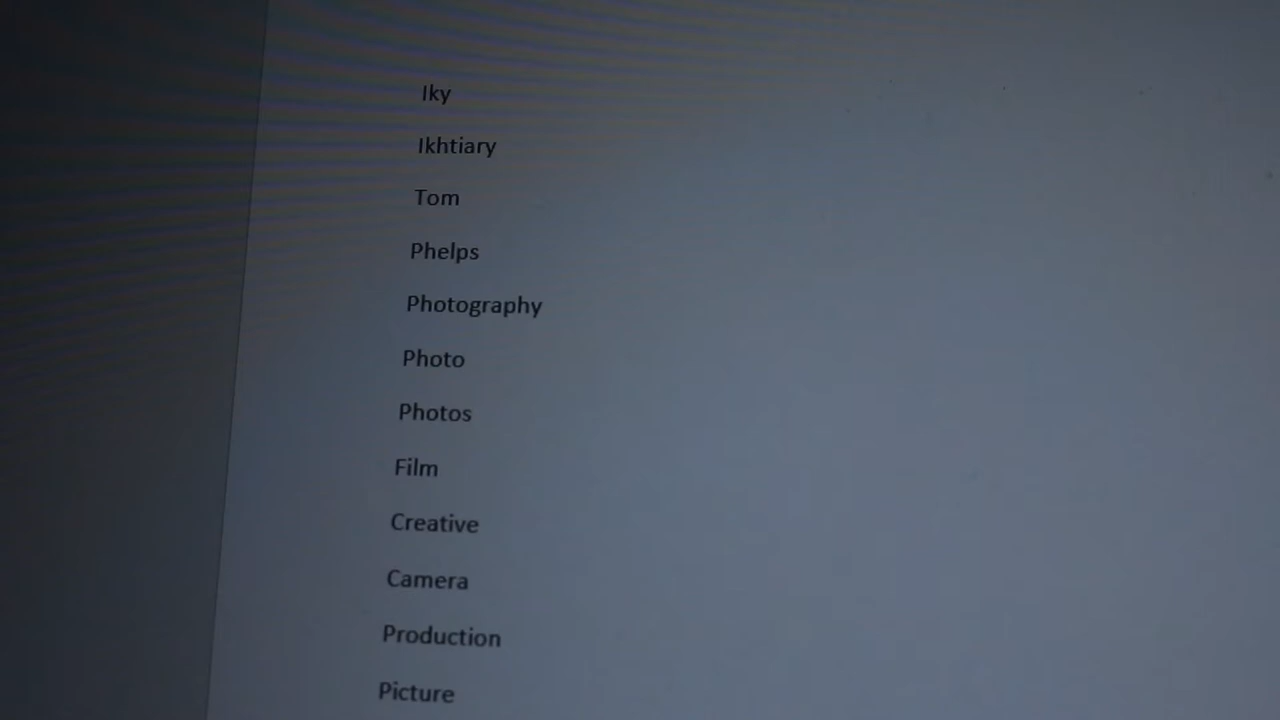 Iky
Ikhtiary
Tom
Phelps
Photography
Photo
Photos
Film
Creative
Camera
Production
Picture